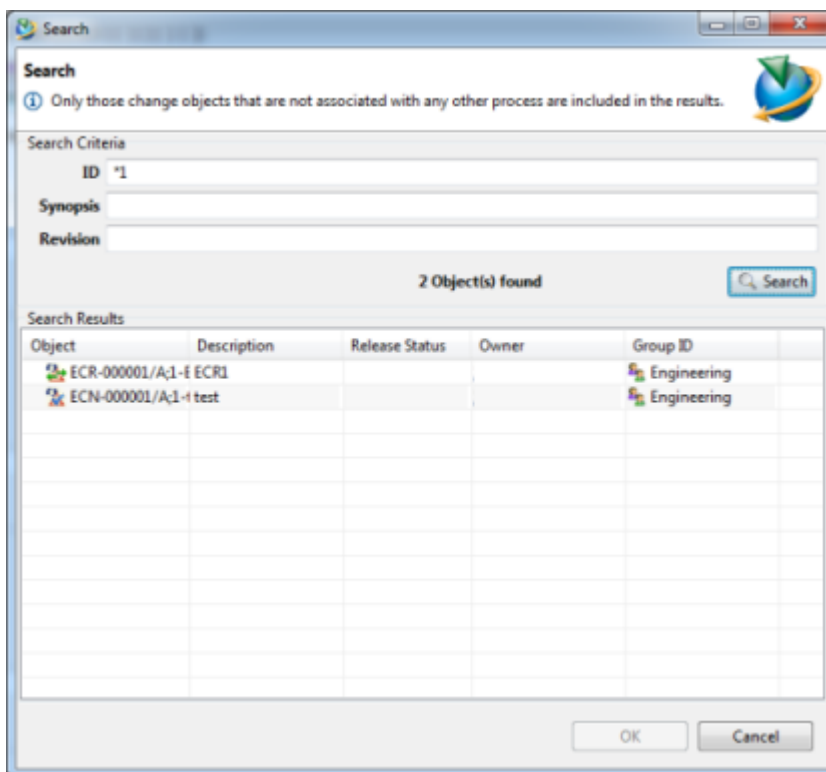 Search
Search
Only those change objects that are not associated with any other process are included in the results.
Search Criteria
ID *1
Synopsis
Revision
2 Object(s) found Search
Search Results
Object Description Release Status Owner Group ID
ECR-000001/A;1-E ECR1 Engineering
ECN-000001/A;1-t test Engineering
OK Cancel